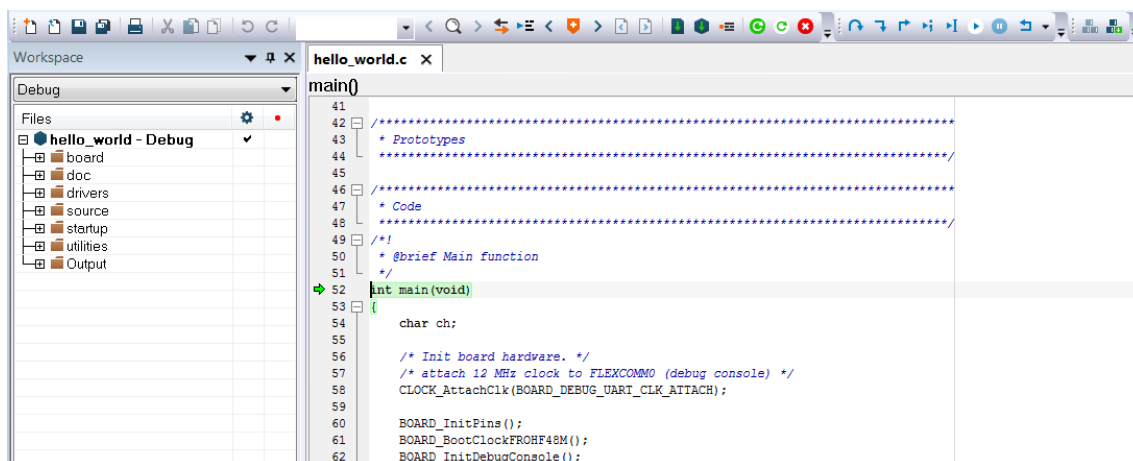 Workspace
Debug
Files
hello_world - Debug
board
doc
drivers
source
startup
utilities
Output
hello_world.c
main()
41
42 /******************************************************************************
43 * Prototypes
44 ******************************************************************************/
45
46 /******************************************************************************
47 * Code
48 ******************************************************************************/
49 /*!
50 * @brief Main function
51 */
52 int main(void)
53 {
54 char ch;
55
56 /* Init board hardware. */
57 /* attach 12 MHz clock to FLEXCOMM0 (debug console) */
58 CLOCK_AttachClk(BOARD_DEBUG_UART_CLK_ATTACH);
59
60 BOARD_InitPins();
61 BOARD_BootClockFROHF48M();
62 BOARD_InitDebugConsole();